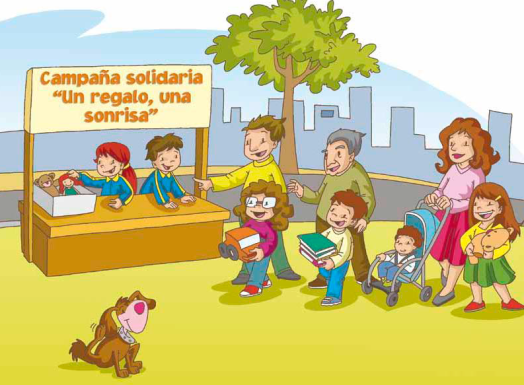 Campaña solidaria
“Un regalo, una
sonrisa”